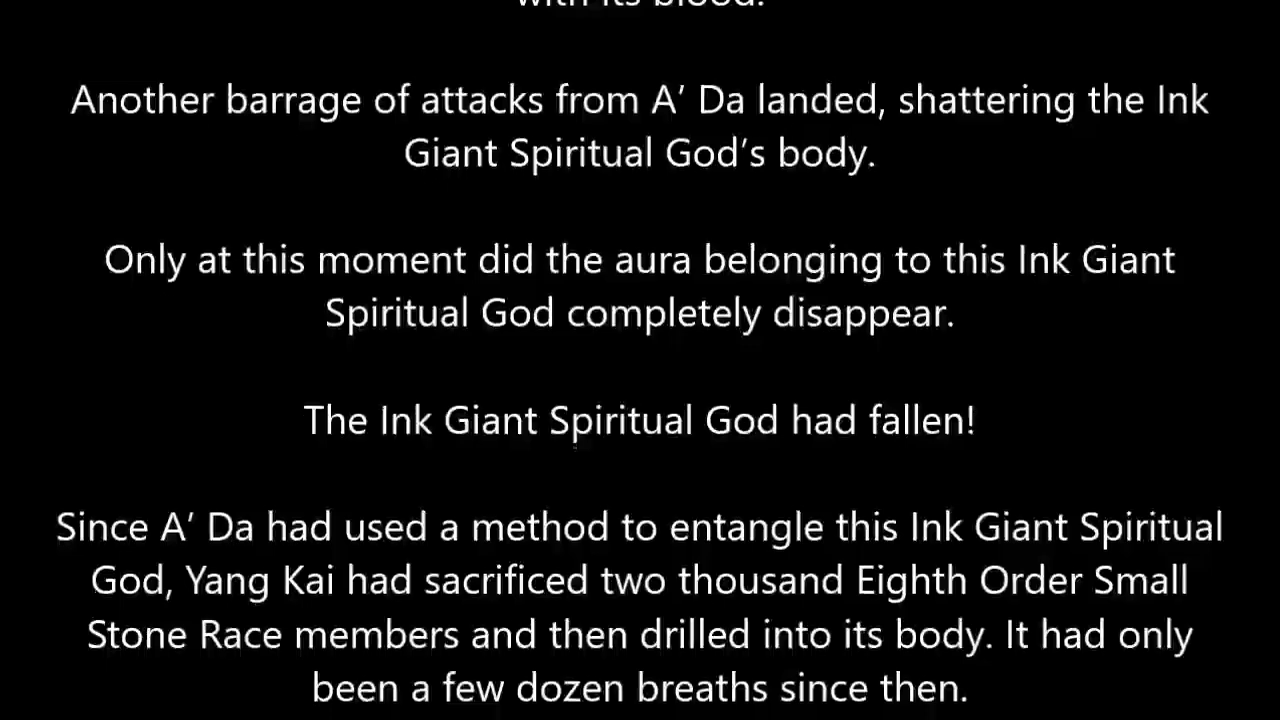 with its blood.
Another barrage of attacks from A’ Da landed, shattering the Ink
Giant Spiritual God’s body.
Only at this moment did the aura belonging to this Ink Giant
Spiritual God completely disappear.
The Ink Giant Spiritual God had fallen!
Since A’ Da had used a method to entangle this Ink Giant Spiritual
God, Yang Kai had sacrificed two thousand Eighth Order Small
Stone Race members and then drilled into its body. It had only
been a few dozen breaths since then.